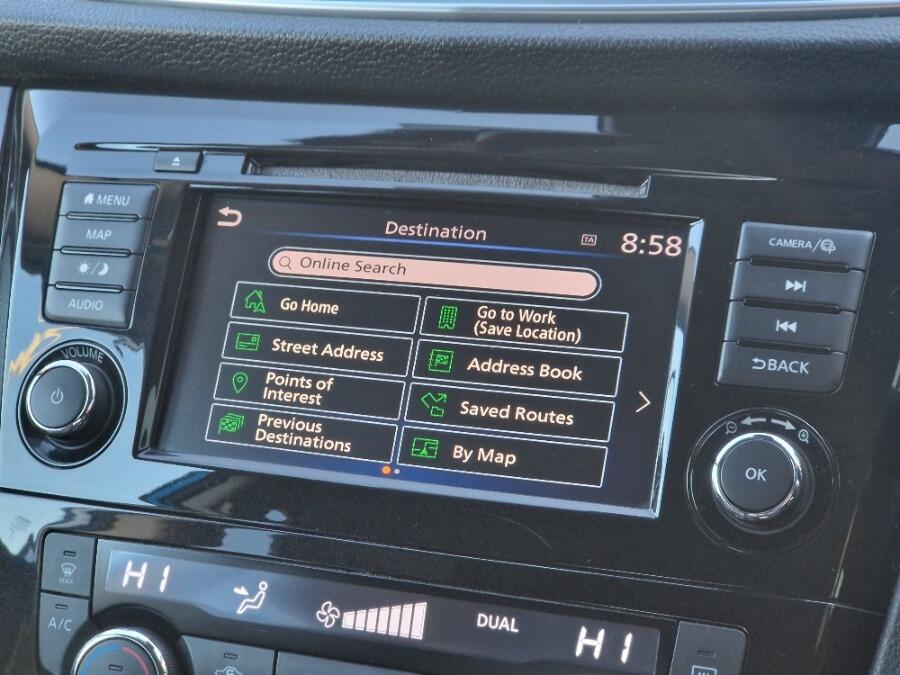 MENU
MAP
AUDIO
VOLUME
Destination
TA
8:58
Online Search
Go Home
Go to Work
(Save Location)
Street Address
Address Book
Points of
Interest
Saved Routes
Previous
Destinations
By Map
CAMERA/
BACK
OK
MAX
A/C
HI
DUAL
HI